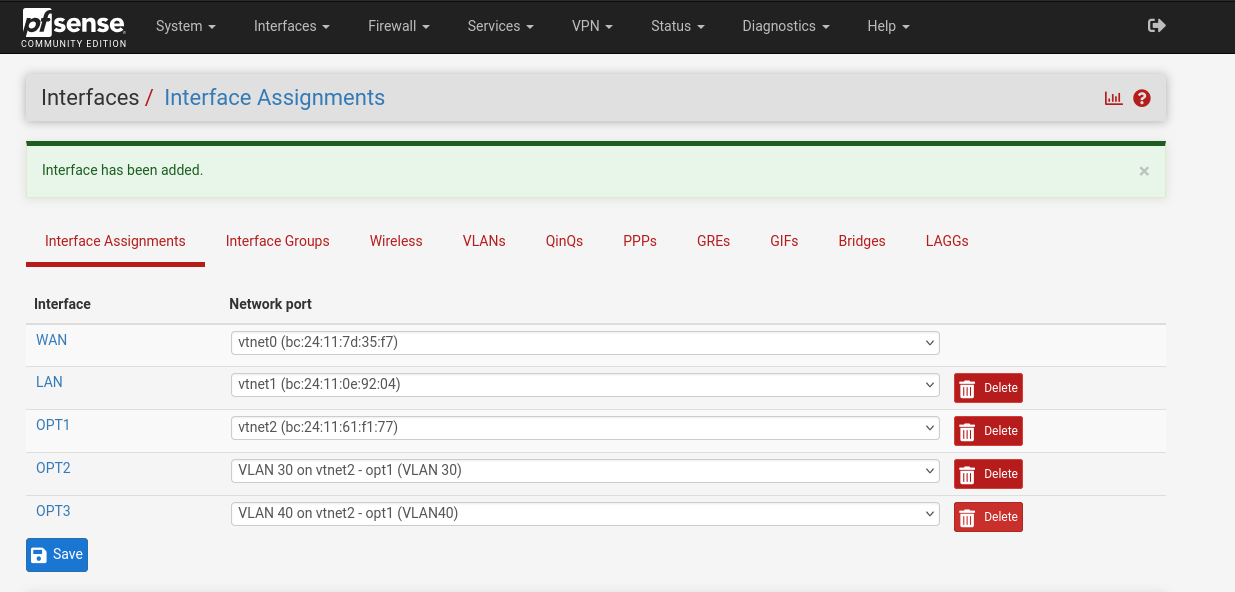 pfsense
COMMUNITY EDITION
System Interfaces Firewall Services VPN Status Diagnostics Help
Interfaces / Interface Assignments
Interface has been added. ×
Interface Assignments Interface Groups Wireless VLANs QinQs PPPs GREs GIFs Bridges LAGGs
Interface Network port
WAN vtnet0 (bc:24:11:7d:35:f7)
LAN vtnet1 (bc:24:11:0e:92:04) Delete
OPT1 vtnet2 (bc:24:11:61:f1:77) Delete
OPT2 VLAN 30 on vtnet2 - opt1 (VLAN 30) Delete
OPT3 VLAN 40 on vtnet2 - opt1 (VLAN40) Delete
Save